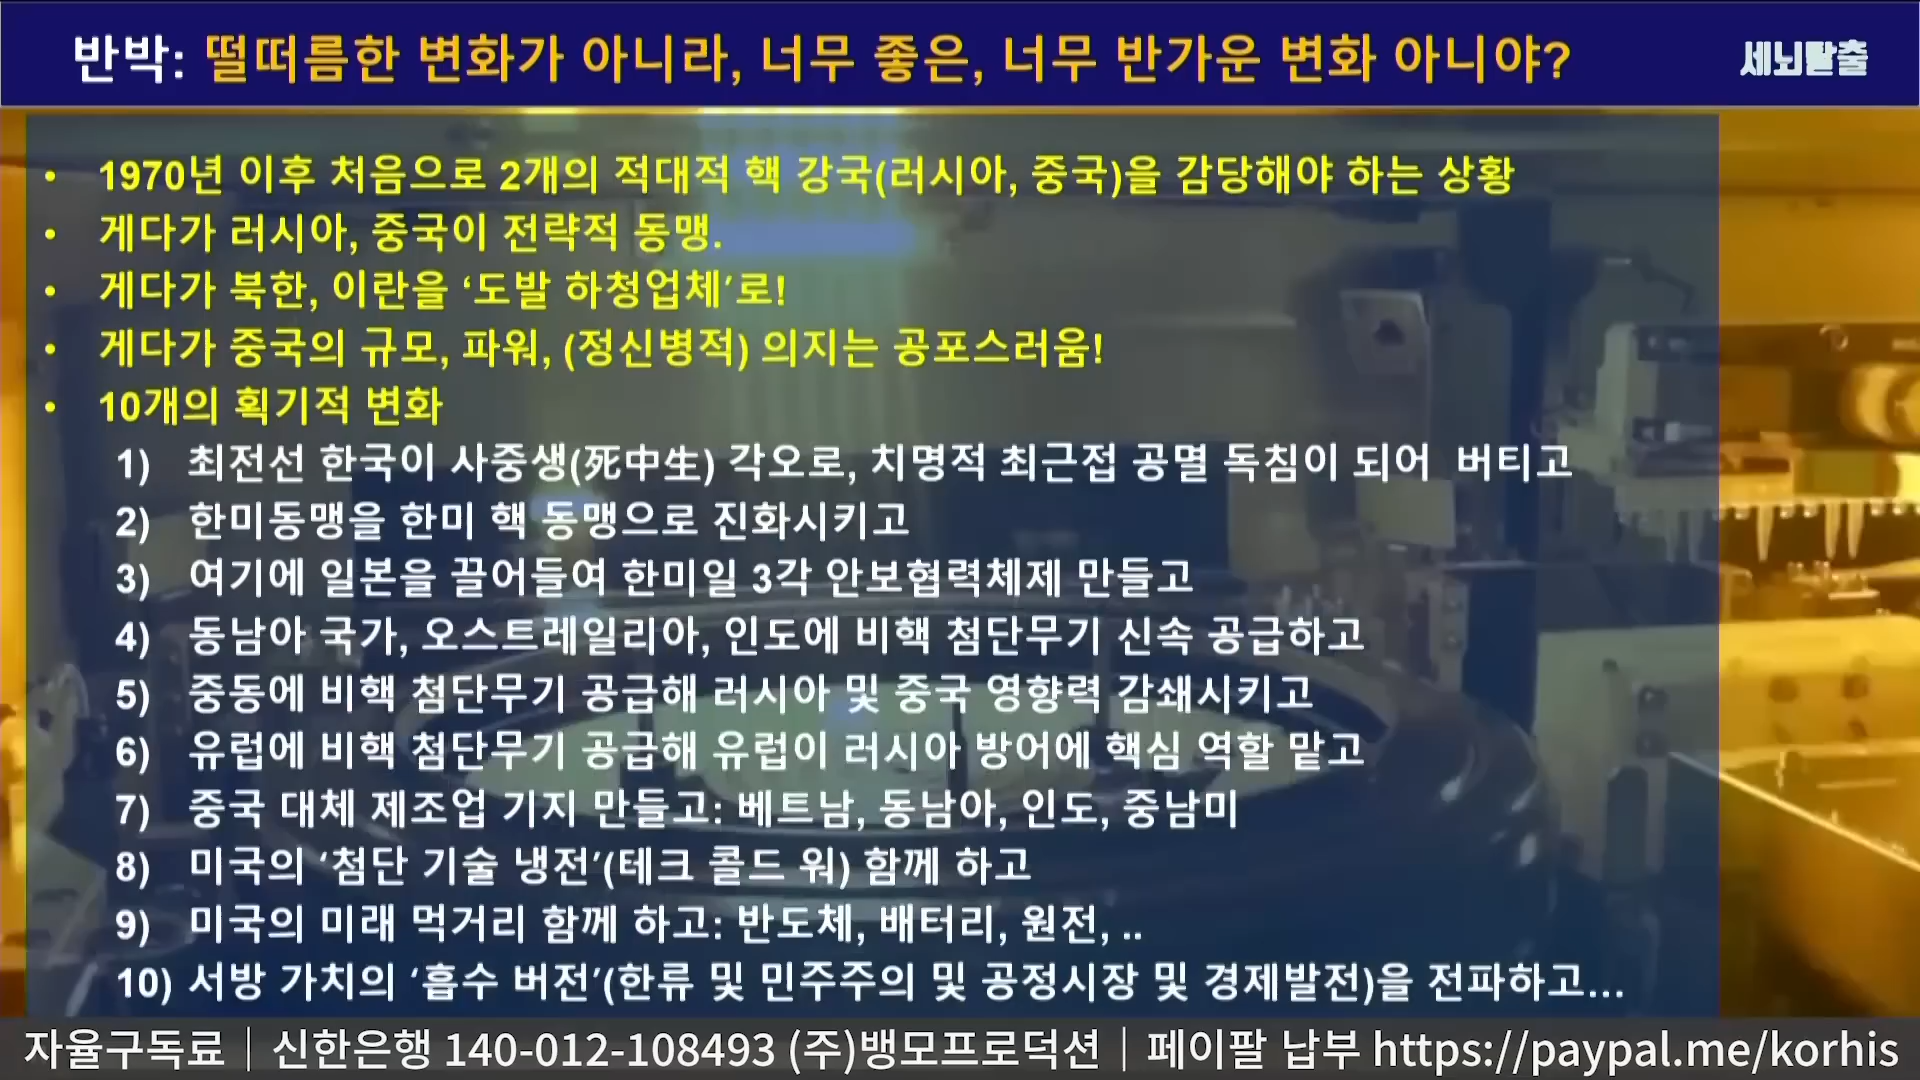 반박: 떨떠름한 변화가 아니라, 너무 좋은, 너무 반가운 변화 아니야?
세뇌탈출
• 1970년 이후 처음으로 2개의 적대적 핵 강국(러시아, 중국)을 감당해야 하는 상황
• 게다가 러시아, 중국이 전략적 동맹.
• 게다가 북한, 이란을 ‘도발 하청업체’로!
• 게다가 중국의 규모, 파워, (정신병적) 의지는 공포스러움!
• 10개의 획기적 변화
1) 최전선 한국이 사중생(死中生) 각오로, 치명적 최근접 공멸 독침이 되어 버티고
2) 한미동맹을 한미 핵 동맹으로 진화시키고
3) 여기에 일본을 끌어들여 한미일 3각 안보협력체제 만들고
4) 동남아 국가, 오스트레일리아, 인도에 비핵 첨단무기 신속 공급하고
5) 중동에 비핵 첨단무기 공급해 러시아 및 중국 영향력 감쇄시키고
6) 유럽에 비핵 첨단무기 공급해 유럽이 러시아 방어에 핵심 역할 맡고
7) 중국 대체 제조업 기지 만들고: 베트남, 동남아, 인도, 중남미
8) 미국의 ‘첨단 기술 냉전’(테크 콜드 워) 함께 하고
9) 미국의 미래 먹거리 함께 하고: 반도체, 배터리, 원전, ..
10) 서방 가치의 ‘흡수 버전’(한류 및 민주주의 및 공정시장 및 경제발전)을 전파하고...
자율구독료│신한은행 140-012-108493 (주)뱅모프로덕션│페이팔 납부 https://paypal.me/korhis